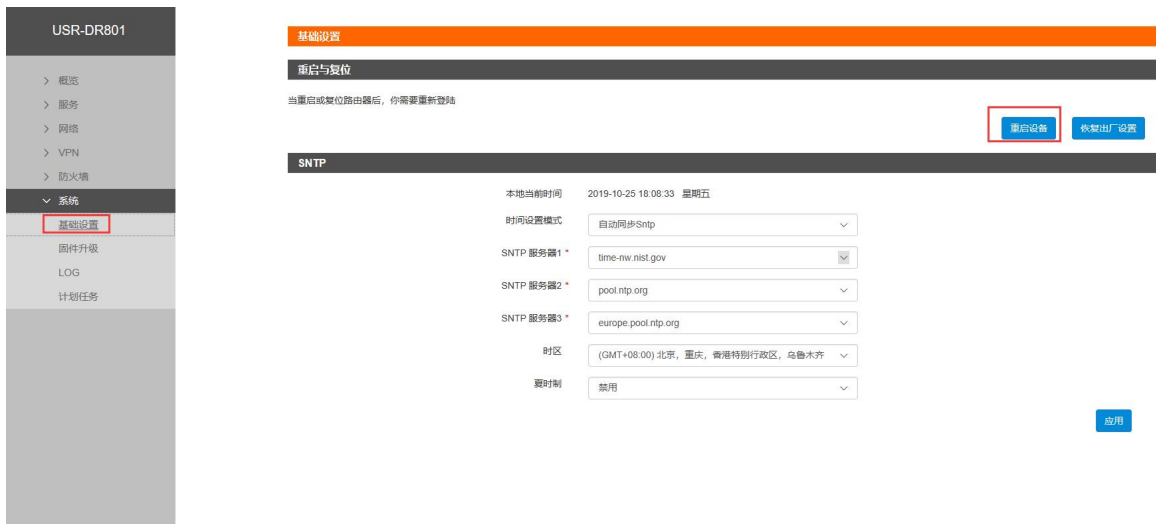 USR-DR801
概览
服务
网络
VPN
防火墙
系统
基础设置
固件升级
LOG
计划任务
基础设置
重启与复位
当重启或复位路由器后，你需要重新登陆
重启设备 恢复出厂设置
SNTP
本地当前时间 2019-10-25 18:08:33 星期五
时间设置模式 自动同步Sntp
SNTP 服务器1 * time-nw.nist.gov
SNTP 服务器2 * pool.ntp.org
SNTP 服务器3 * europe.pool.ntp.org
时区 (GMT+08:00) 北京，重庆，香港特别行政区，乌鲁木齐
夏时制 禁用
应用